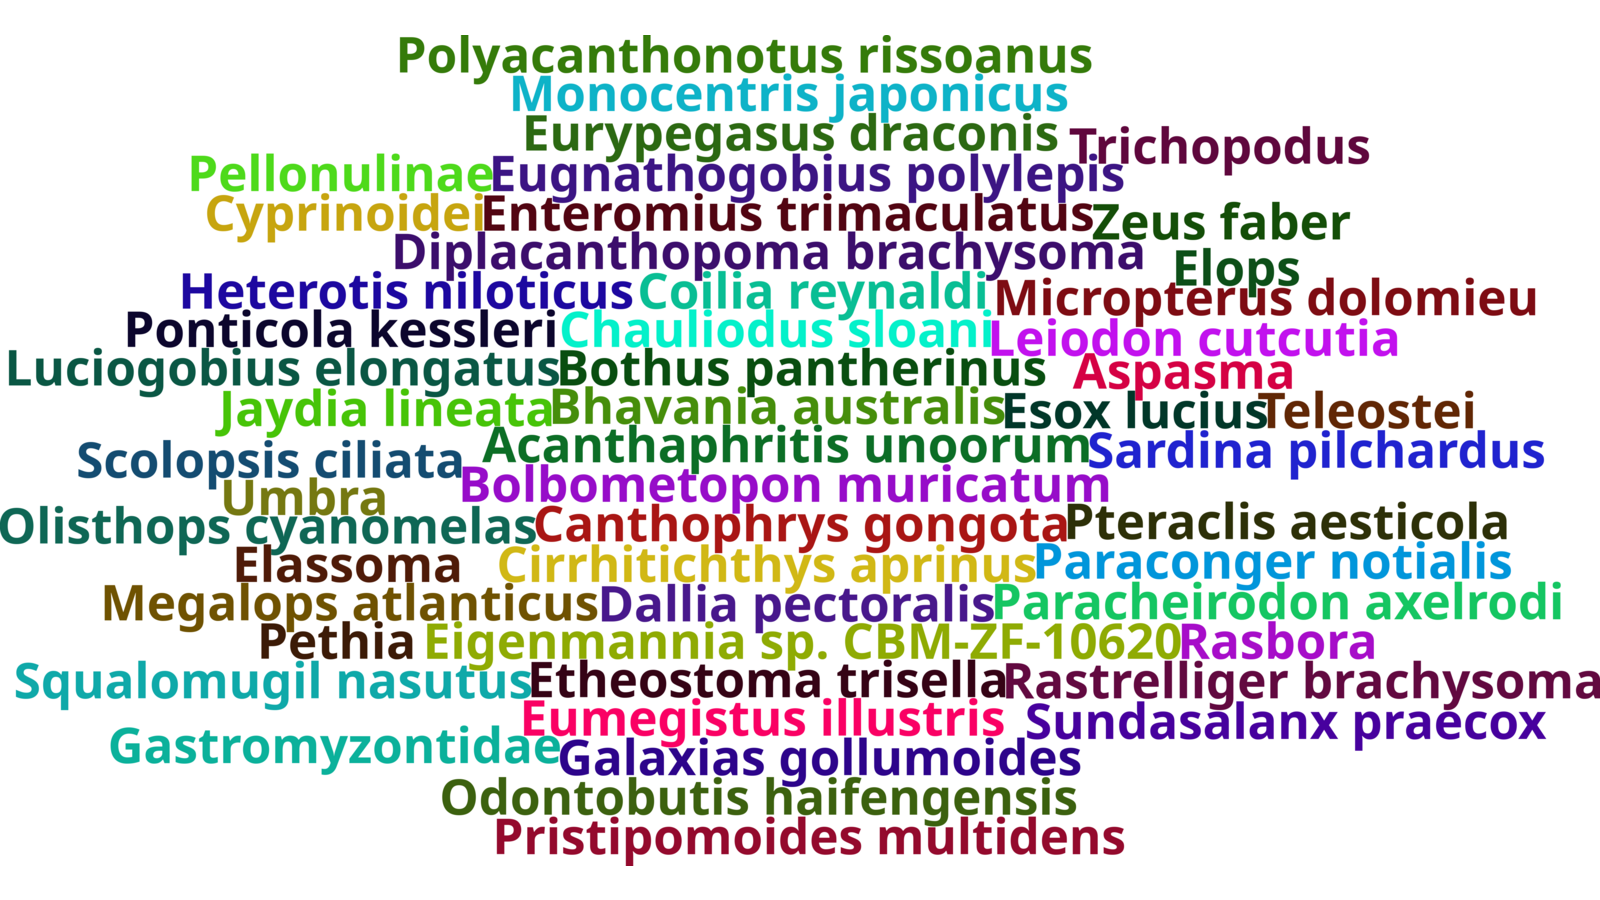 Polyacanthonotus rissoanus
Monocentris japonicus
Eurypegasus draconis
Trichopodus
Pellonulinae
Eugnathogobius polylepis
Cyprinoidei
Enteromius trimaculatus
Zeus faber
Diplacanthopoma brachysoma
Elops
Heterotis niloticus
Coilia reynaldi
Micropterus dolomieu
Ponticola kessleri
Chauliodus sloani
Leiodon cutcutia
Luciogobius elongatus
Bothus pantherinus
Aspasma
Jaydia lineata
Bhavania australis
Esox lucius
Teleostei
Scolopsis ciliata
Acanthaphritis unoorum
Sardina pilchardus
Umbra
Bolbometopon muricatum
Olisthops cyanomelas
Canthophrys gongota
Pteraclis aesticola
Elassoma
Cirrhitichthys aprinus
Paraconger notialis
Megalops atlanticus
Dallia pectoralis
Paracheirodon axelrodi
Pethia
Eigenmannia sp. CBM-ZF-10620
Rasbora
Squalomugil nasutus
Etheostoma trisella
Rastrelliger brachysoma
Eumegistus illustris
Sundasalanx praecox
Gastromyzontidae
Galaxias gollumoides
Odontobutis haifengensis
Pristipomoides multidens